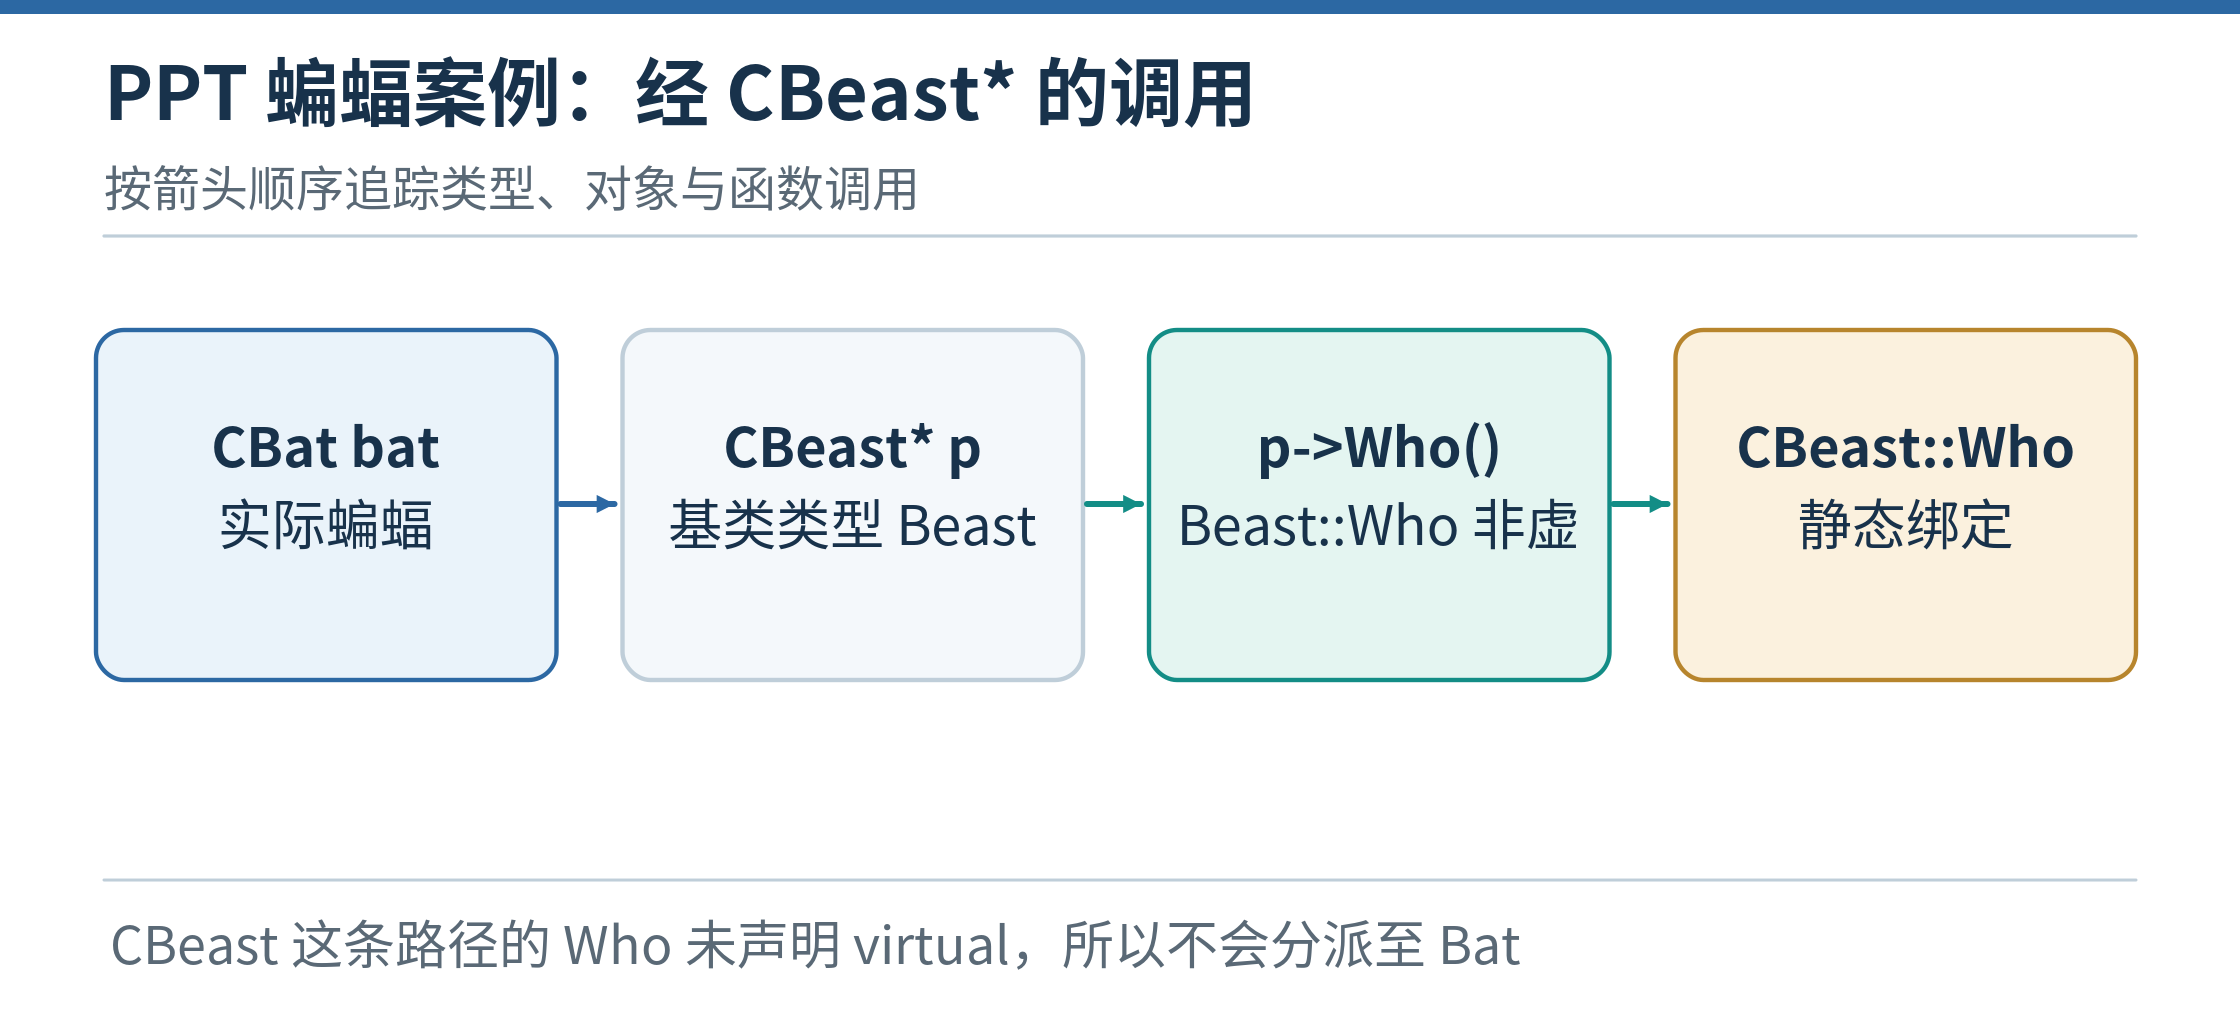 PPT 蝙蝠案例：经 CBeast* 的调用
按箭头顺序追踪类型、对象与函数调用
CBat bat
实际蝙蝠
CBeast* p
基类类型 Beast
p->Who()
Beast::Who 非虚
CBeast::Who
静态绑定
CBeast 这条路径的 Who 未声明 virtual，所以不会分派至 Bat